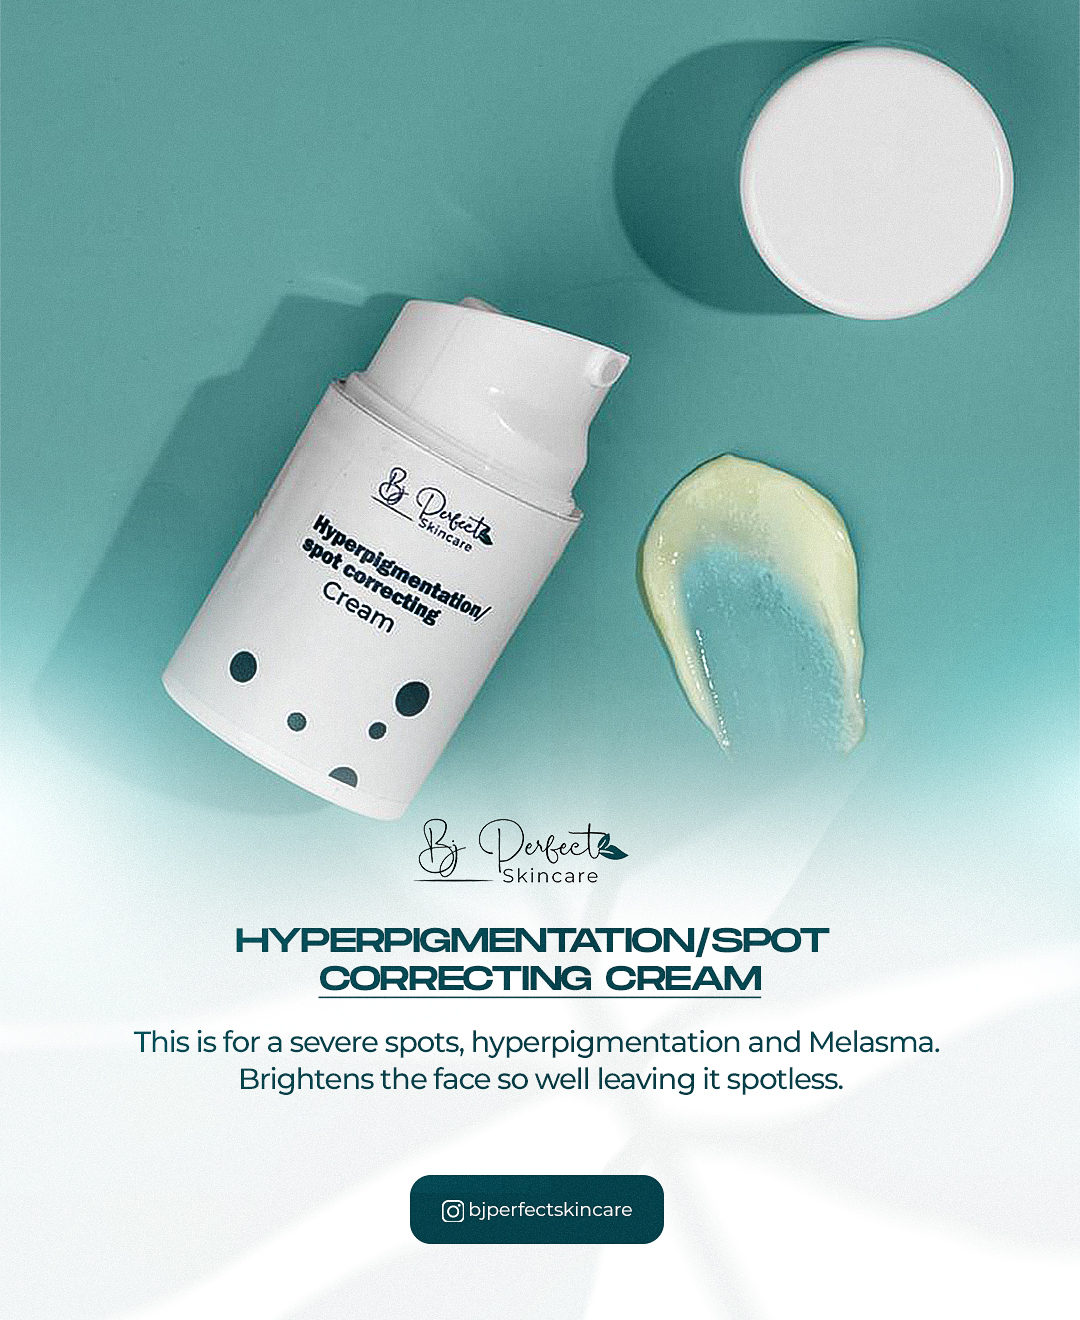 Bj Perfect
Skincare
Hyperpigmentation/
spot correcting
Cream
Bj Perfect
Skincare
HYPERPIGMENTATION/SPOT
CORRECTING CREAM
This is for a severe spots, hyperpigmentation and Melasma.
Brightens the face so well leaving it spotless.
bjperfectskincare